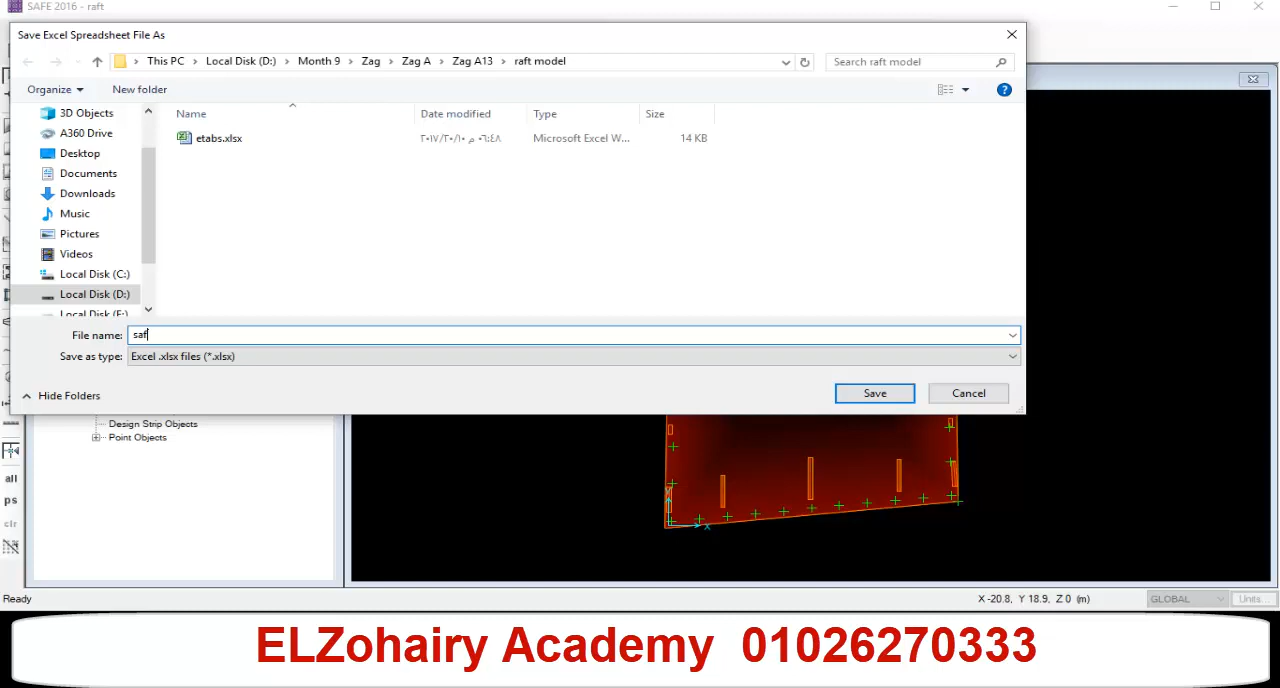 SAFE 2016 - raft
Save Excel Spreadsheet File As
This PC > Local Disk (D:) > Month 9 > Zag > Zag A > Zag A13 > raft model
Search raft model
Organize
New folder
Name
Date modified
Type
Size
etabs.xlsx
Microsoft Excel W...
14 KB
3D Objects
A360 Drive
Desktop
Documents
Downloads
Music
Pictures
Videos
Local Disk (C:)
Local Disk (D:)
Local Disk (E:)
File name: saf
Save as type: Excel .xlsx files (*.xlsx)
Hide Folders
Save
Cancel
Design Strip Objects
Point Objects
all
ps
clr
X
Ready
X -20.8, Y 18.9, Z 0 (m)
GLOBAL
Units...
ELZohairy Academy 01026270333